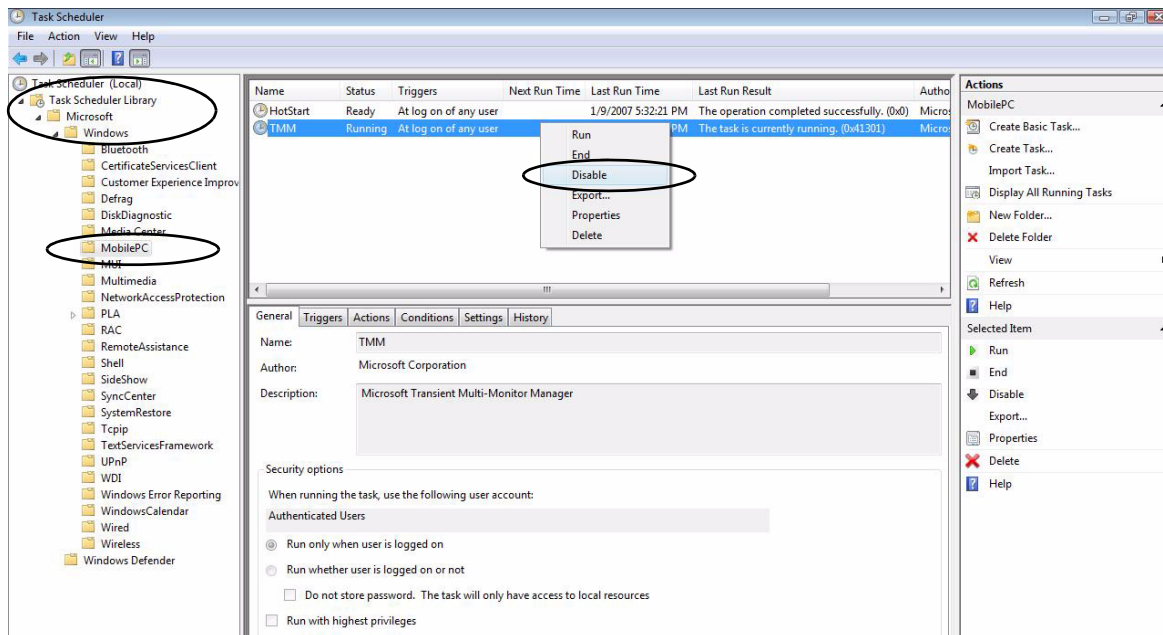 Task Scheduler
File Action View Help
Task Scheduler (Local)
Task Scheduler Library
Microsoft
Windows
Bluetooth
CertificateServicesClient
Customer Experience Improv
Defrag
DiskDiagnostic
Media Center
MobilePC
MUI
Multimedia
NetworkAccessProtection
PLA
RAC
RemoteAssistance
Shell
SideShow
SyncCenter
SystemRestore
Tcpip
TextServicesFramework
UPnP
WDI
Windows Error Reporting
WindowsCalendar
Wired
Wireless
Windows Defender
Name Status Triggers Next Run Time Last Run Time Last Run Result Autho
HotStart Ready At log on of any user 1/9/2007 5:32:21 PM The operation completed successfully. (0x0) Micros
TMM Running At log on of any user PM The task is currently running. (0x41301) Micros
Run
End
Disable
Export...
Properties
Delete
General Triggers Actions Conditions Settings History
Name: TMM
Author: Microsoft Corporation
Description: Microsoft Transient Multi-Monitor Manager
Security options
When running the task, use the following user account:
Authenticated Users
Run only when user is logged on
Run whether user is logged on or not
Do not store password. The task will only have access to local resources
Run with highest privileges
Actions
MobilePC
Create Basic Task...
Create Task...
Import Task...
Display All Running Tasks
New Folder...
Delete Folder
View
Refresh
Help
Selected Item
Run
End
Disable
Export...
Properties
Delete
Help